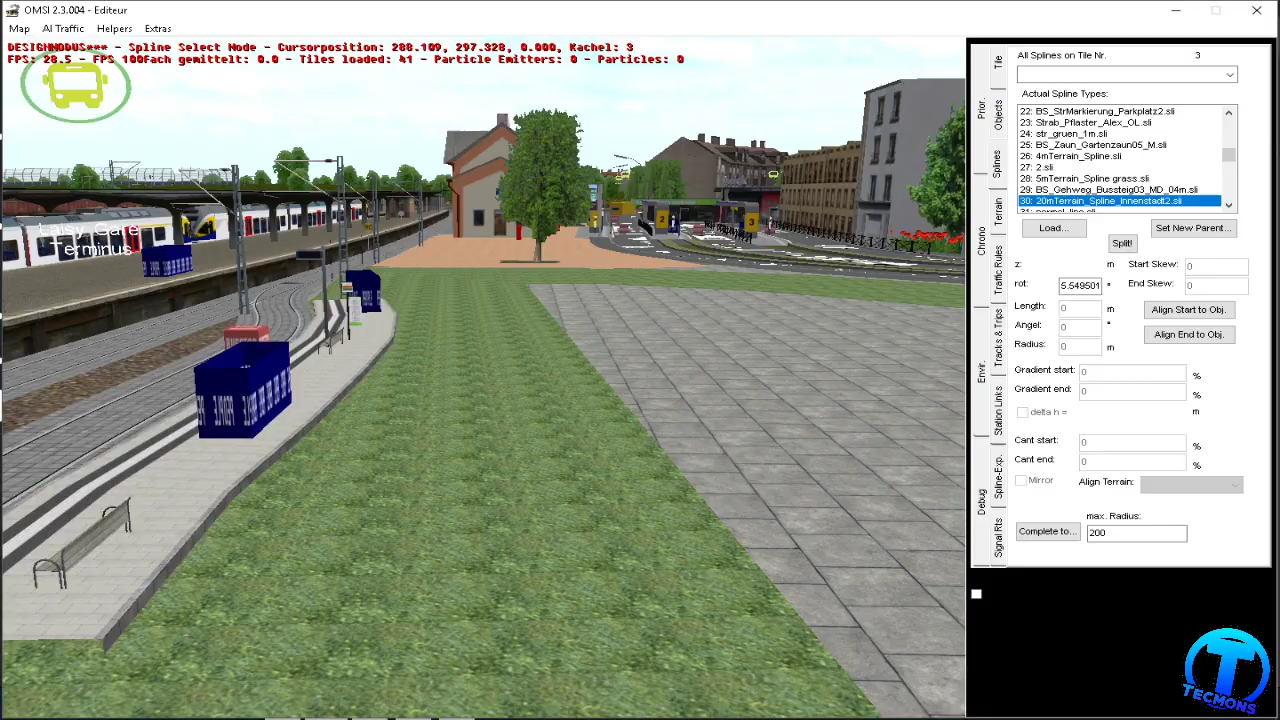 OMSI 2.3.004 - Editeur
Map AI Traffic Helpers Extras
DESIGNMODUS*** - Spline Select Mode - Cursorposition: 288.109, 297.328, 0.000, Kachel: 3
FPS: 28.5 - FPS 100fach gemittelt: 0.0 - Tiles loaded: 41 - Particle Emitters: 0 - Particles: 0
Terminus
2
3
Tile
Prior.
Objects
Splines
Terrain
Chrono
Traffic Rules
Tracks & Trips
Envir.
Station Links
Spline-Exp.
Debug
Signal Rts
All Splines on Tile Nr. 3
Actual Spline Types:
22: BS_StrMarkierung_Parkplatz2.sli
23: Strab_Pflaster_Alex_OL.sli
24: str_gruen_1m.sli
25: BS_Zaun_Gartenzaun05_M.sli
26: 4mTerrain_Spline.sli
27: 2.sli
28: 5mTerrain_Spline grass.sli
29: BS_Gehweg_Bussteig03_MD_04m.sli
30: 20mTerrain_Spline_Innenstadt2.sli
Load... Set New Parent...
Split!
z: m Start Skew: 0
rot: 5.549501 ° End Skew: 0
Length: 0 m Align Start to Obj.
Angel: 0 °
Align End to Obj.
Radius: 0 m
Gradient start: 0 %
Gradient end: 0 %
delta h = m
Cant start: 0 %
Cant end: 0 %
Mirror Align Terrain:
max. Radius:
Complete to... 200
T
TECMONS